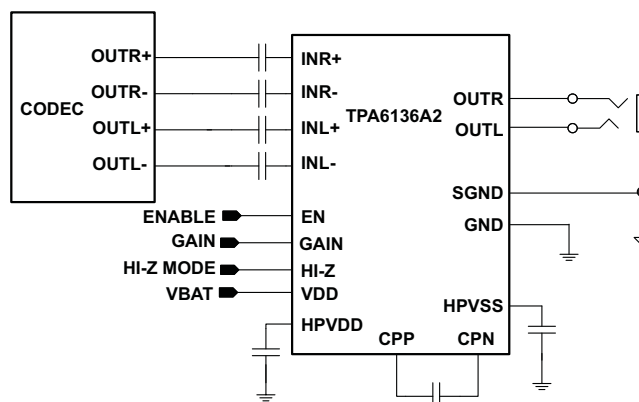 CODEC
OUTR+
OUTR-
OUTL+
OUTL-
INR+
INR-
INL+
INL-
TPA6136A2
OUTR
OUTL
SGND
GND
ENABLE
EN
GAIN
GAIN
HI-Z MODE
HI-Z
VBAT
VDD
HPVDD
HPVSS
CPP
CPN